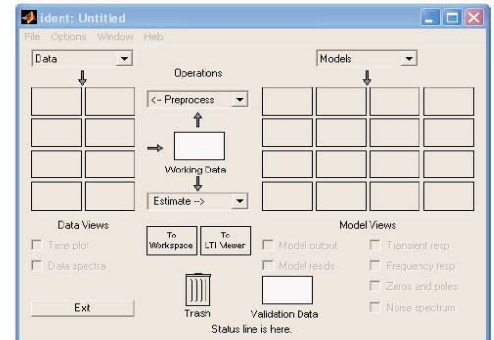 ident: Untitled
File Options Window Help
Data
Models
Operations
<-- Preprocess
Working Data
Estimate -->
Data Views
Time plot
Data spectra
To Workspace
To LTI Viewer
Model Views
Model output
Transient resp
Model resids
Frequency resp
Zeros and poles
Noise spectrum
Exit
Trash
Validation Data
Status line is here.